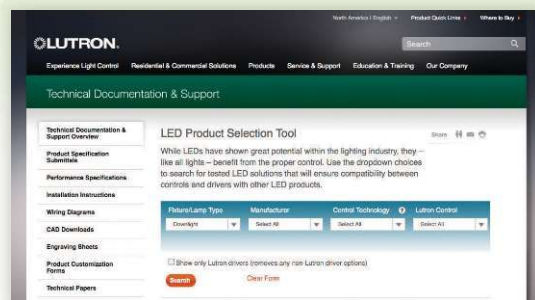 North America | English
Product Quick Links
Where to Buy
LUTRON.
Search
Experience Light Control
Residential & Commercial Solutions
Products
Service & Support
Education & Training
Our Company
Technical Documentation & Support
Technical Documentation & Support Overview
Product Specification Submittals
Performance Specifications
Installation Instructions
Wiring Diagrams
CAD Downloads
Engraving Sheets
Product Customization Forms
Technical Papers
LED Product Selection Tool
Share
While LEDs have shown great potential within the lighting industry, they –
like all lights – benefit from the proper control. Use the dropdown choices
to search for tested LED solutions that will ensure compatibility between
controls and drivers with other LED products.
Fixture/Lamp Type
Manufacturer
Control Technology ?
Lutron Control
Downlight
Select All
Select All
Select All
Show only Lutron drivers (removes any non-Lutron driver options)
Search
Clear Form